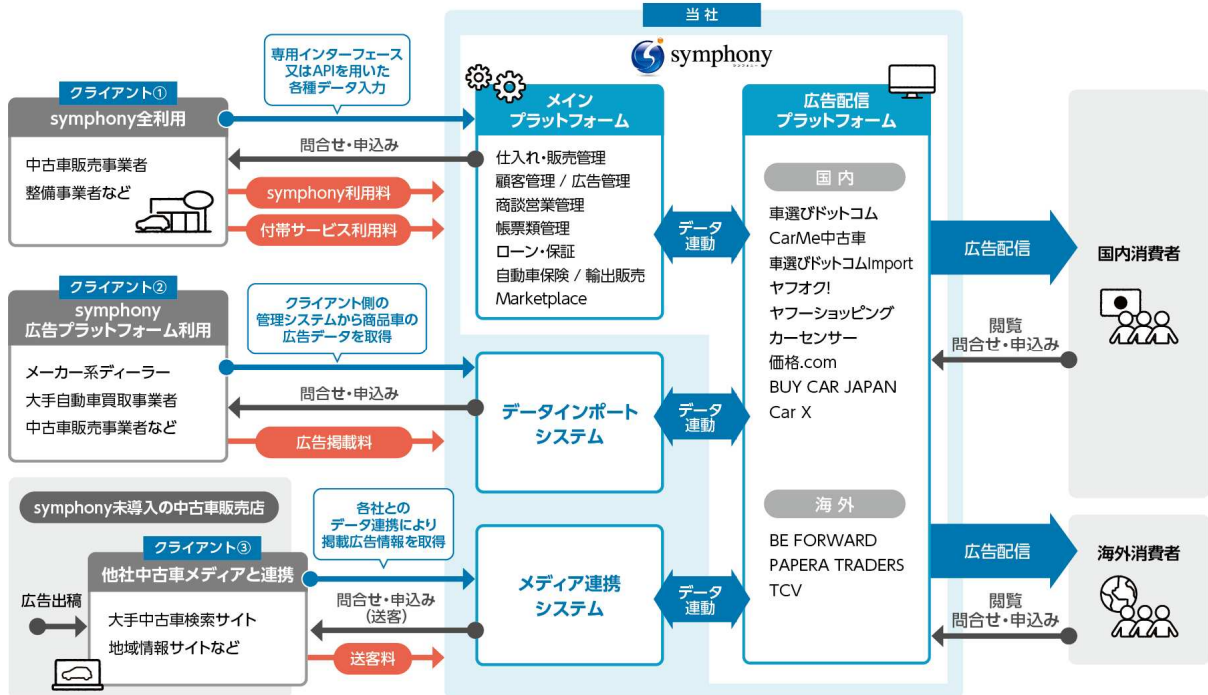 当社
symphony
シンフォニー
専用インターフェース
又はAPIを用いた
各種データ入力
クライアント①
symphony全利用
中古車販売事業者
整備事業者など
問合せ・申込み
symphony利用料
付帯サービス利用料
メイン
プラットフォーム
仕入れ・販売管理
顧客管理 / 広告管理
商談営業管理
帳票類管理
ローン・保証
自動車保険 / 輸出販売
Marketplace
データ
連動
広告配信
プラットフォーム
国内
車選びドットコム
CarMe中古車
車選びドットコムImport
ヤフオク!
ヤフーショッピング
カーセンサー
価格.com
BUY CAR JAPAN
Car X
海外
BE FORWARD
PAPERA TRADERS
TCV
広告配信
国内消費者
閲覧
問合せ・申込み
クライアント②
symphony
広告プラットフォーム利用
メーカー系ディーラー
大手自動車買取事業者
中古車販売事業者など
クライアント側の
管理システムから商品車の
広告データを取得
問合せ・申込み
広告掲載料
データインポート
システム
データ
連動
symphony未導入の中古車販売店
クライアント③
他社中古車メディアと連携
広告出稿
大手中古車検索サイト
地域情報サイトなど
各社との
データ連携により
掲載広告情報を取得
問合せ・申込み
(送客)
送客料
メディア連携
システム
データ
連動
広告配信
海外消費者
閲覧
問合せ・申込み